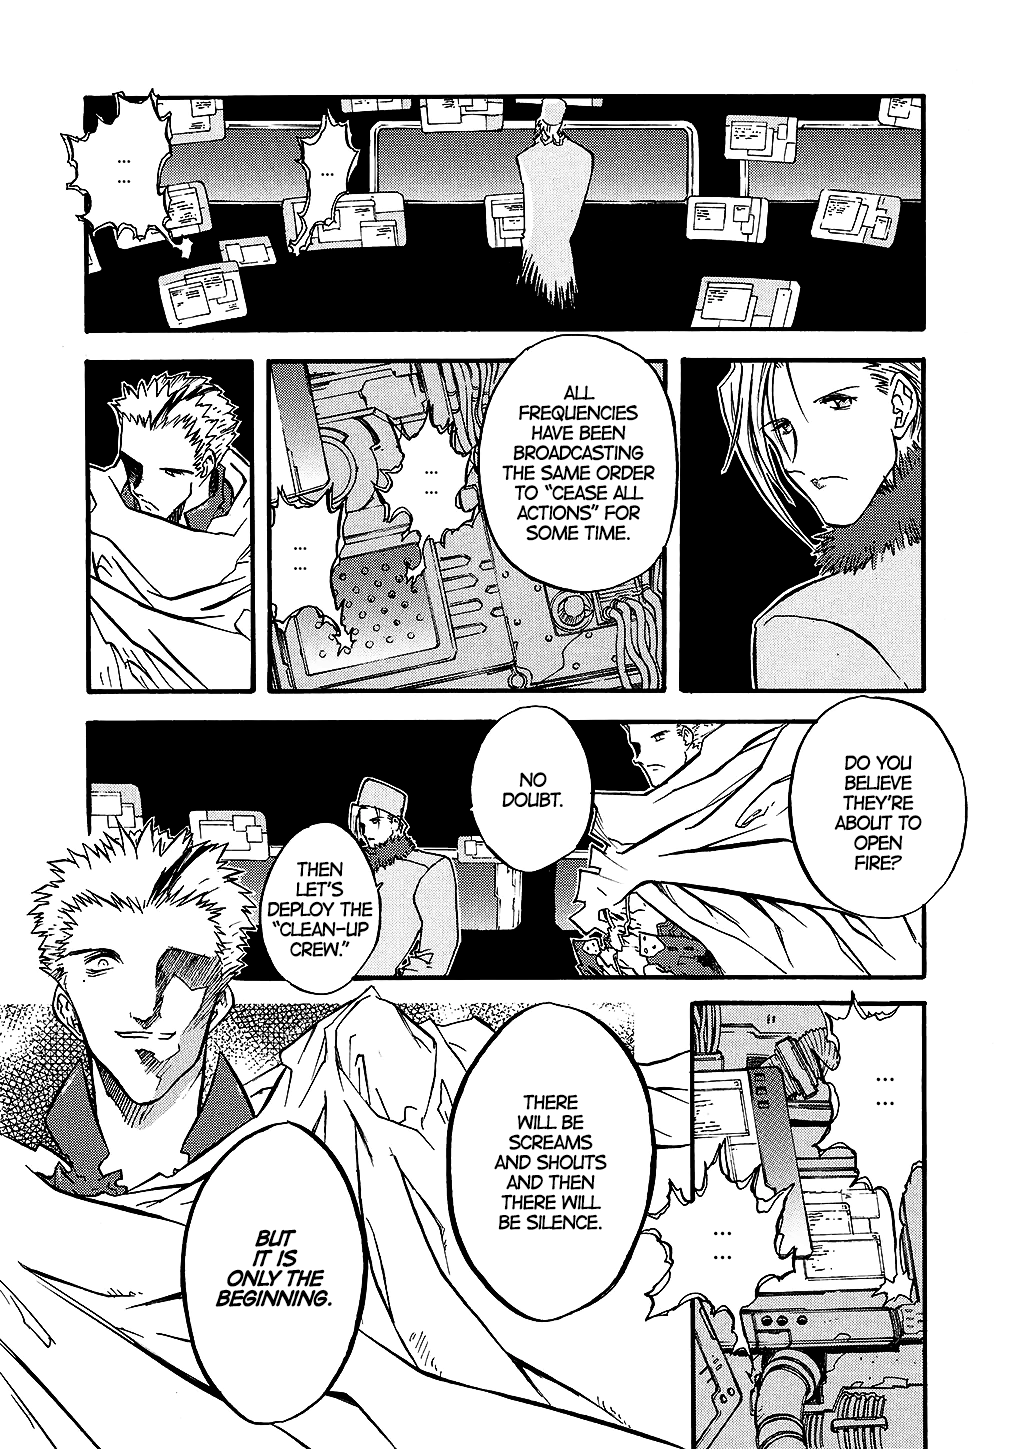 ...
...
...
ALL
FREQUENCIES
HAVE BEEN
BROADCASTING
THE SAME ORDER
TO “CEASE ALL
ACTIONS” FOR
SOME TIME.
...
...
...
...
DO YOU
BELIEVE
THEY'RE
ABOUT TO
OPEN
FIRE?
NO
DOUBT.
THEN
LET'S
DEPLOY THE
“CLEAN-UP
CREW.”
...
...
...
...
THERE
WILL BE
SCREAMS
AND SHOUTS
AND THEN
THERE WILL
BE SILENCE.
BUT
IT IS
ONLY THE
BEGINNING.